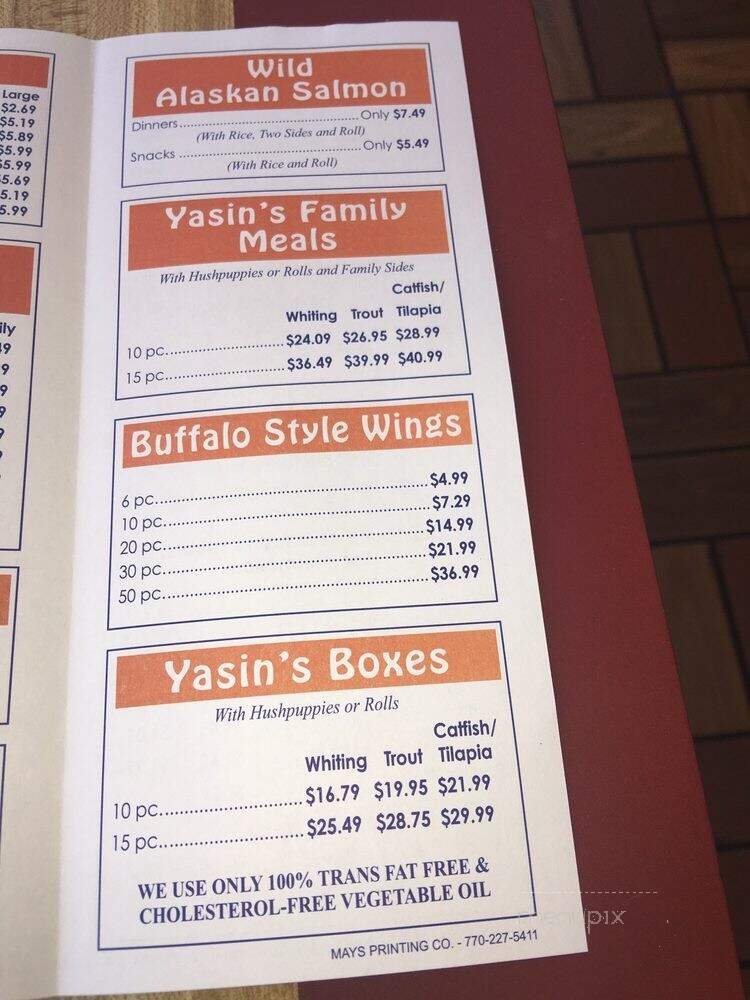 Large
$2.69
$5.19
$5.89
$5.99
$5.99
$5.69
5.19
5.99
Wild
Alaskan Salmon
Dinners..........Only $7.49
(With Rice, Two Sides and Roll)
Snacks..........Only $5.49
(With Rice and Roll)
Yasin's Family
Meals
With Hushpuppies or Rolls and Family Sides
Catfish/
Whiting Trout Tilapia
10 pc..........$24.09 $26.95 $28.99
15 pc..........$36.49 $39.99 $40.99
Buffalo Style Wings
6 pc..........$4.99
10 pc..........$7.29
20 pc..........$14.99
30 pc..........$21.99
50 pc..........$36.99
Yasin's Boxes
With Hushpuppies or Rolls
Catfish/
Whiting Trout Tilapia
10 pc..........$16.79 $19.95 $21.99
15 pc..........$25.49 $28.75 $29.99
WE USE ONLY 100% TRANS FAT FREE &
CHOLESTEROL-FREE VEGETABLE OIL
MAYS PRINTING CO. - 770-227-5411
menupix